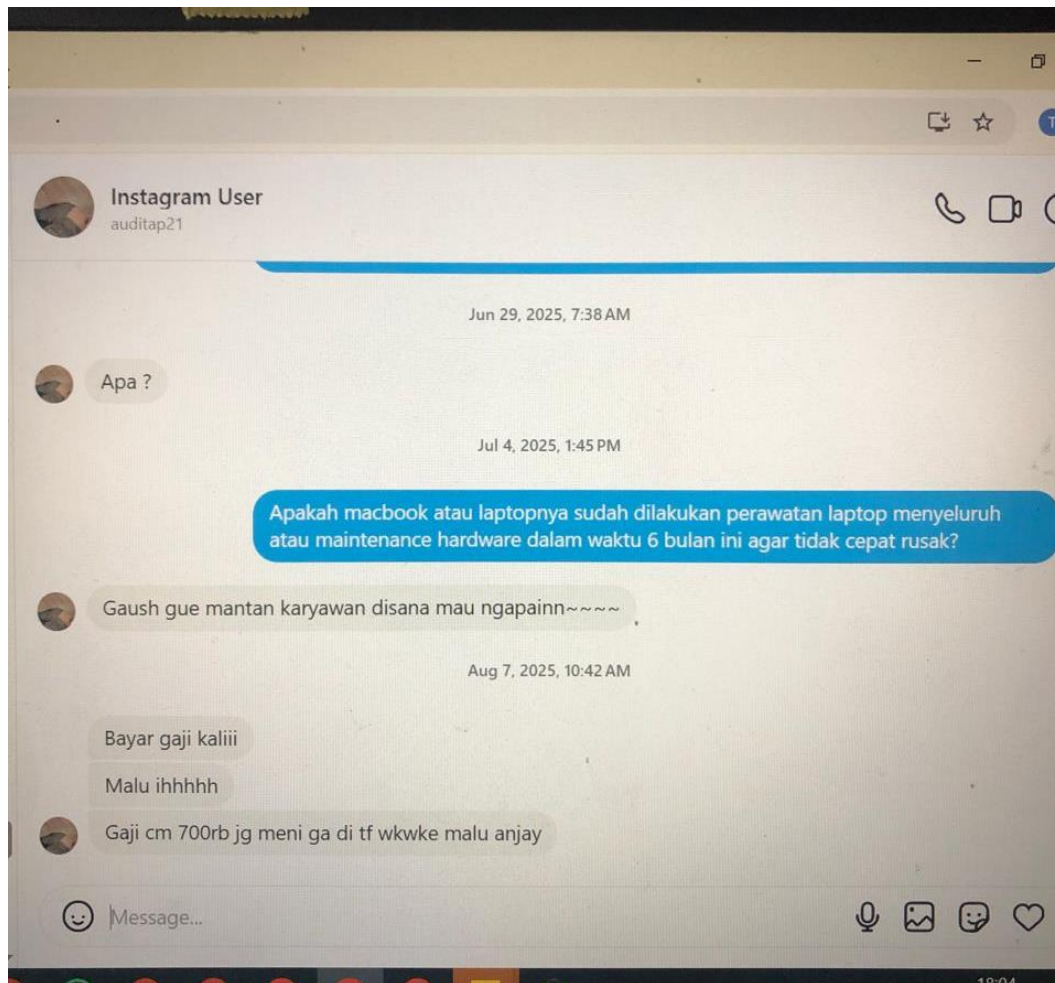 Instagram User
auditap21
Jun 29, 2025, 7:38 AM
Apa ?
Jul 4, 2025, 1:45 PM
Apakah macbook atau laptopnya sudah dilakukan perawatan laptop menyeluruh
atau maintenance hardware dalam waktu 6 bulan ini agar tidak cepat rusak?
Gaush gue mantan karyawan disana mau ngapainn~~~~
Aug 7, 2025, 10:42 AM
Bayar gaji kaliii
Malu ihhhhh
Gaji cm 700rb jg meni ga di tf wkwke malu anjay
Message...